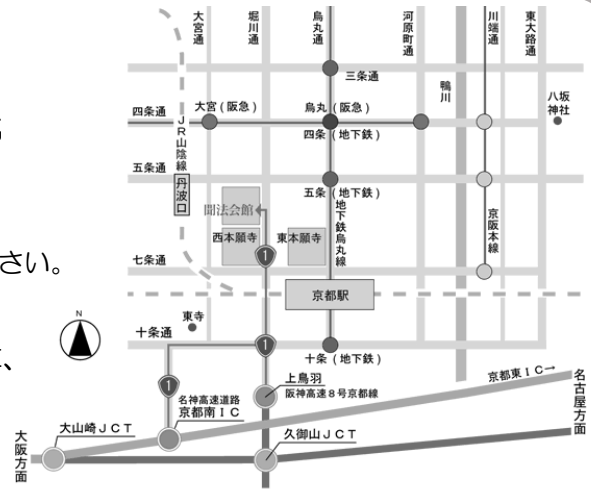 大宮通
堀川通
烏丸通
河原町通
川端通
東大路通
三条通
鴨川
八坂
神社
四条通
大宮(阪急)
烏丸(阪急)
四条(地下鉄)
JR山陰線
五条通
丹波口
五条(地下鉄)
地下鉄烏丸線
聞法会館
京阪本線
西本願寺
東本願寺
さい。
1
七条通
京都駅
N
東寺
十条通
1
、
十条(地下鉄)
1
上鳥羽
阪神高速8号京都線
京都東IC→
名古屋方面
名神高速道路
京都南IC
大山崎JCT
久御山JCT
大阪方面